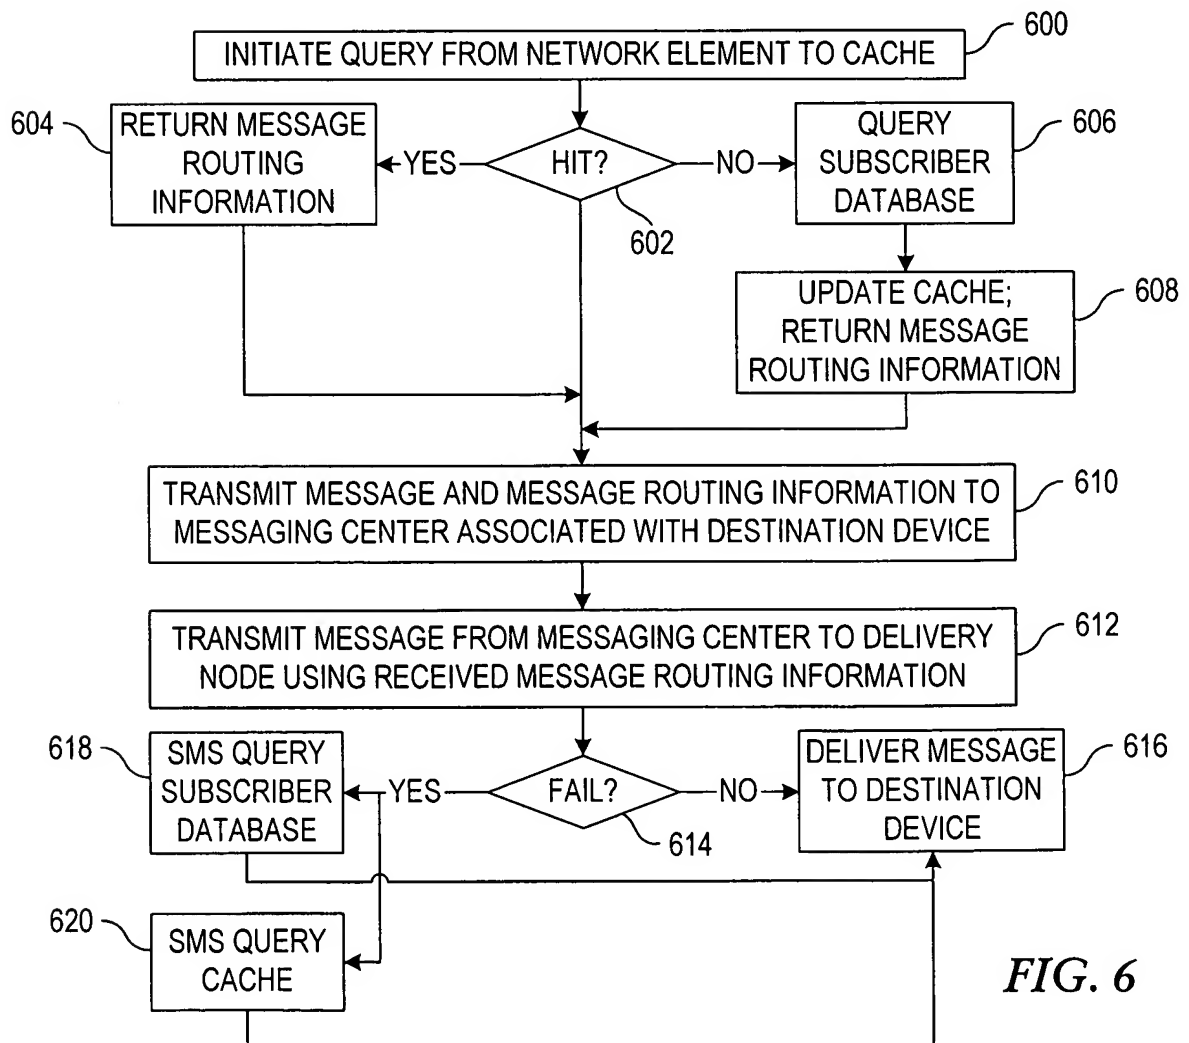 600
INITIATE QUERY FROM NETWORK ELEMENT TO CACHE
604
RETURN MESSAGE
ROUTING
INFORMATION
YES
HIT?
602
NO
QUERY
SUBSCRIBER
DATABASE
606
UPDATE CACHE;
RETURN MESSAGE
ROUTING INFORMATION
608
TRANSMIT MESSAGE AND MESSAGE ROUTING INFORMATION TO
MESSAGING CENTER ASSOCIATED WITH DESTINATION DEVICE
610
TRANSMIT MESSAGE FROM MESSAGING CENTER TO DELIVERY
NODE USING RECEIVED MESSAGE ROUTING INFORMATION
612
618
SMS QUERY
SUBSCRIBER
DATABASE
YES
FAIL?
614
NO
DELIVER MESSAGE
TO DESTINATION
DEVICE
616
620
SMS QUERY
CACHE
FIG. 6